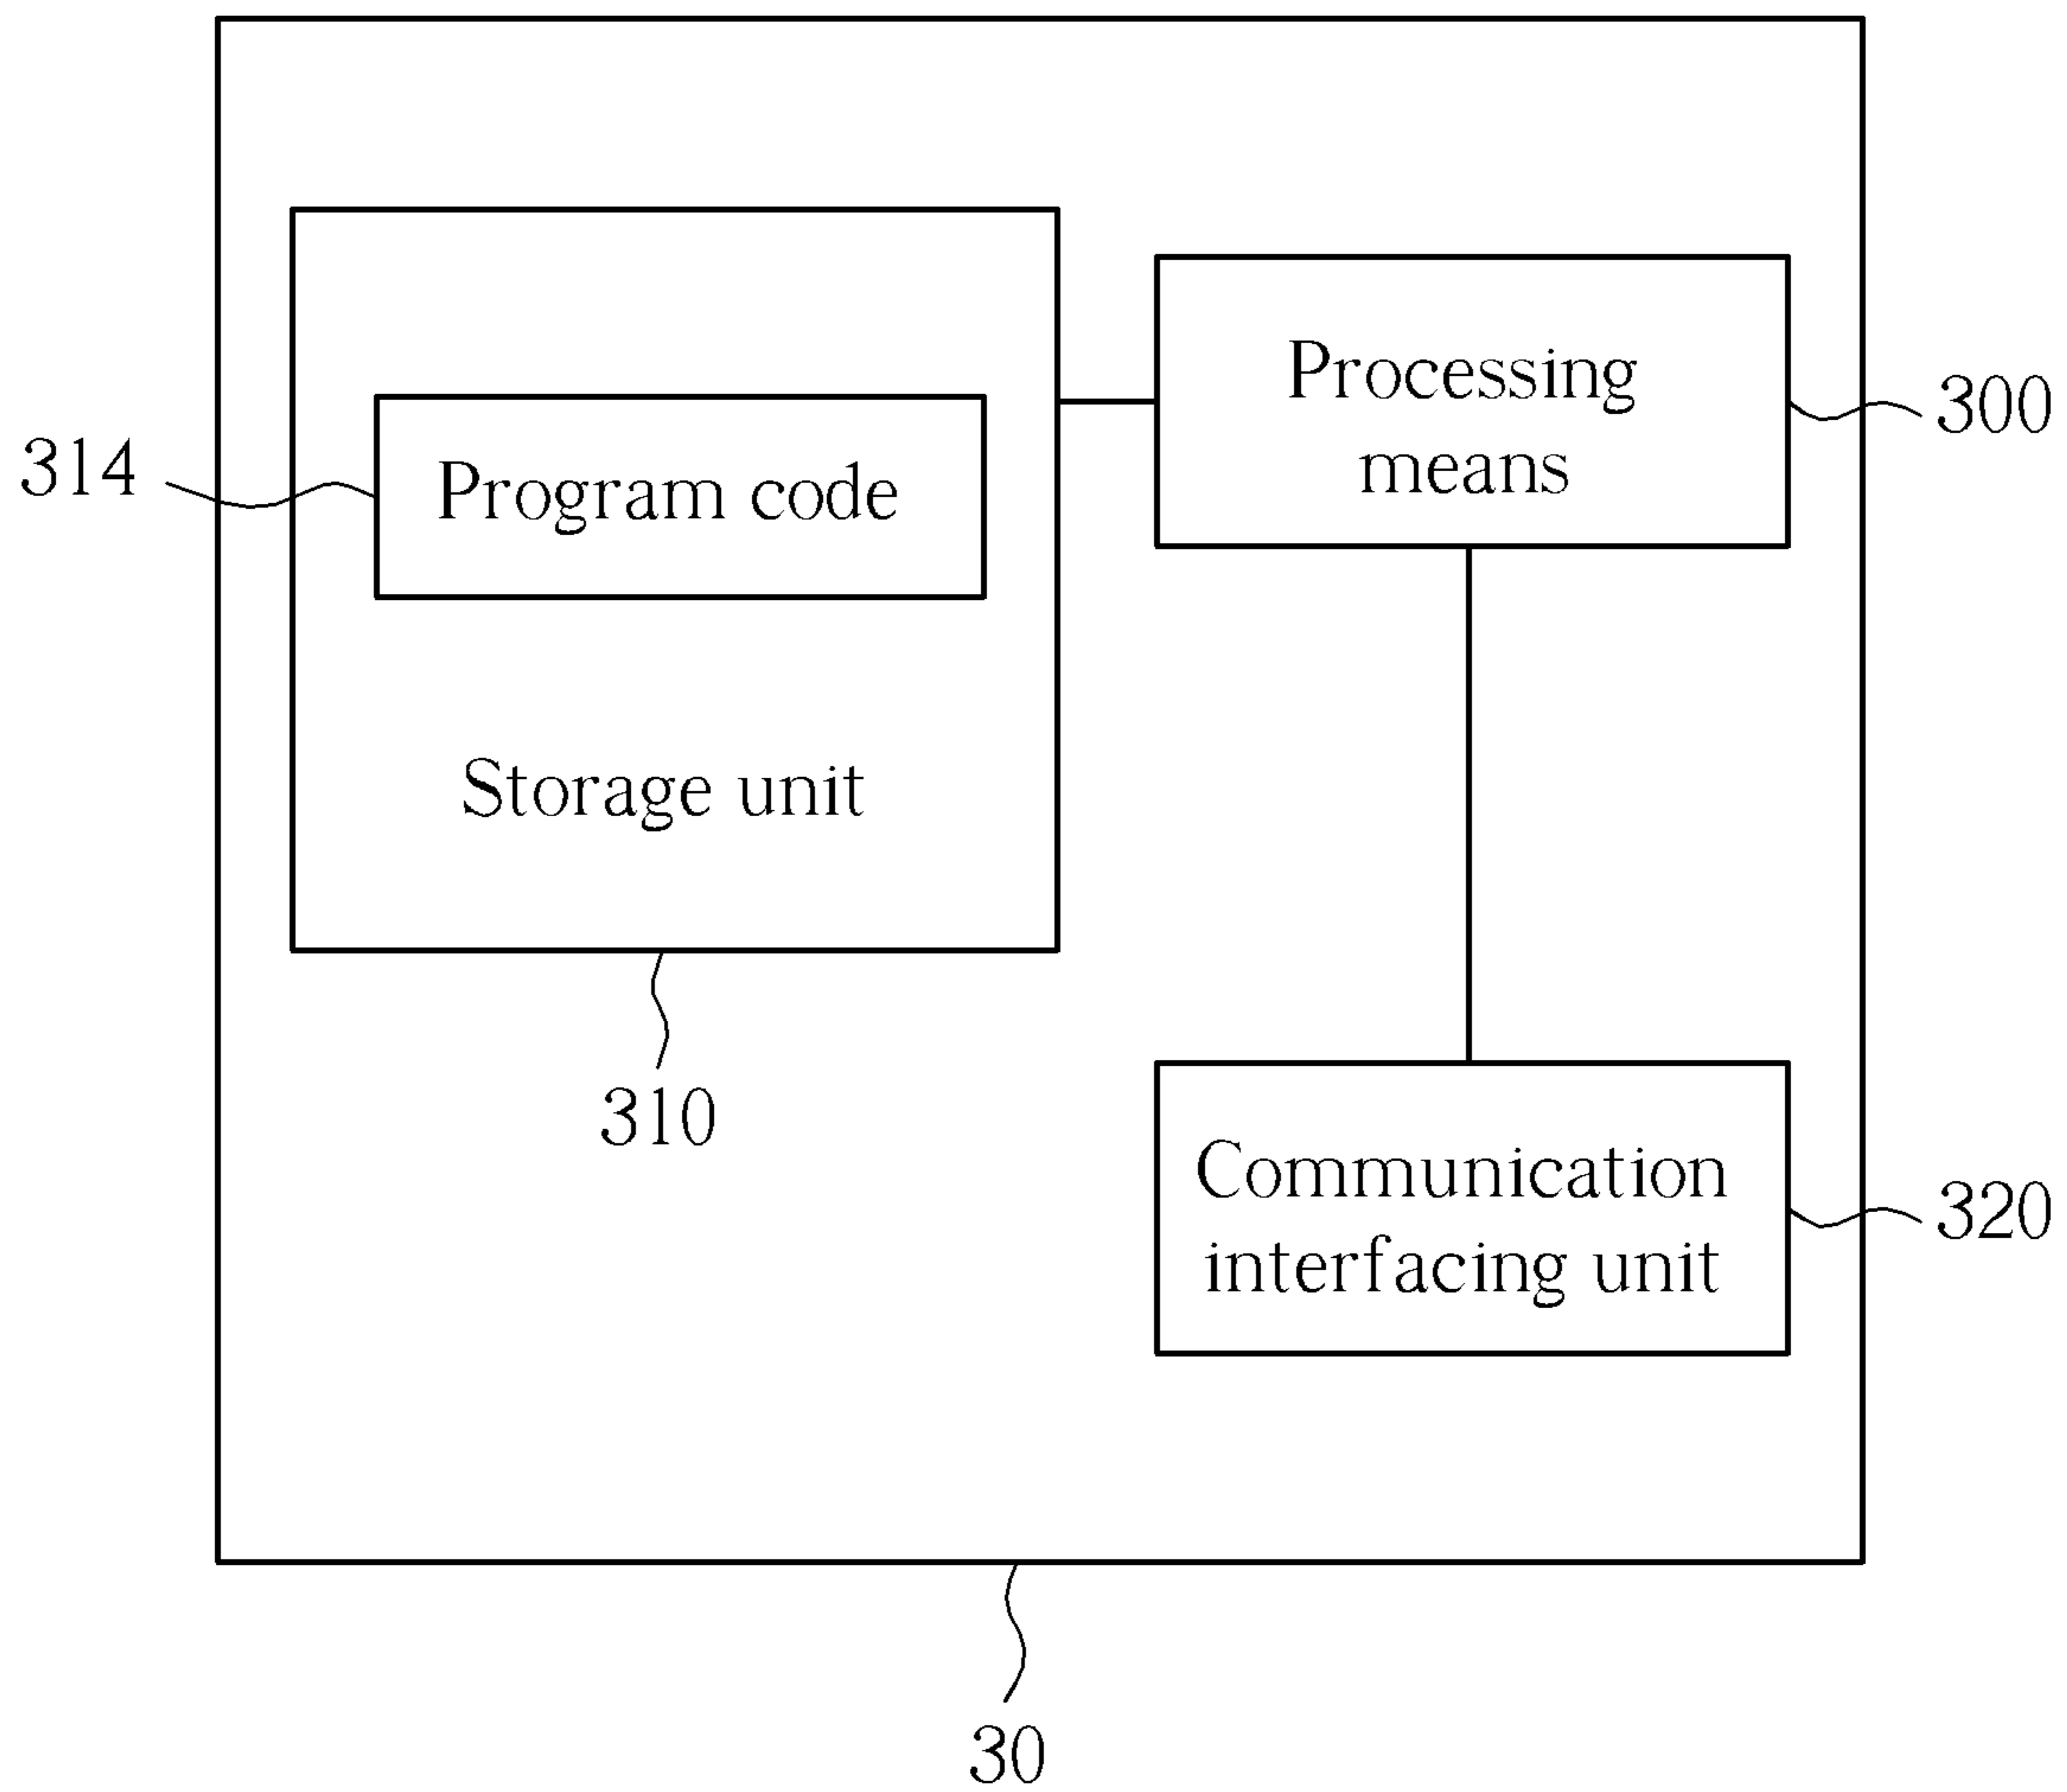 Processing
means
300
314
Program code
Storage unit
310
Communication
interfacing unit
320
30